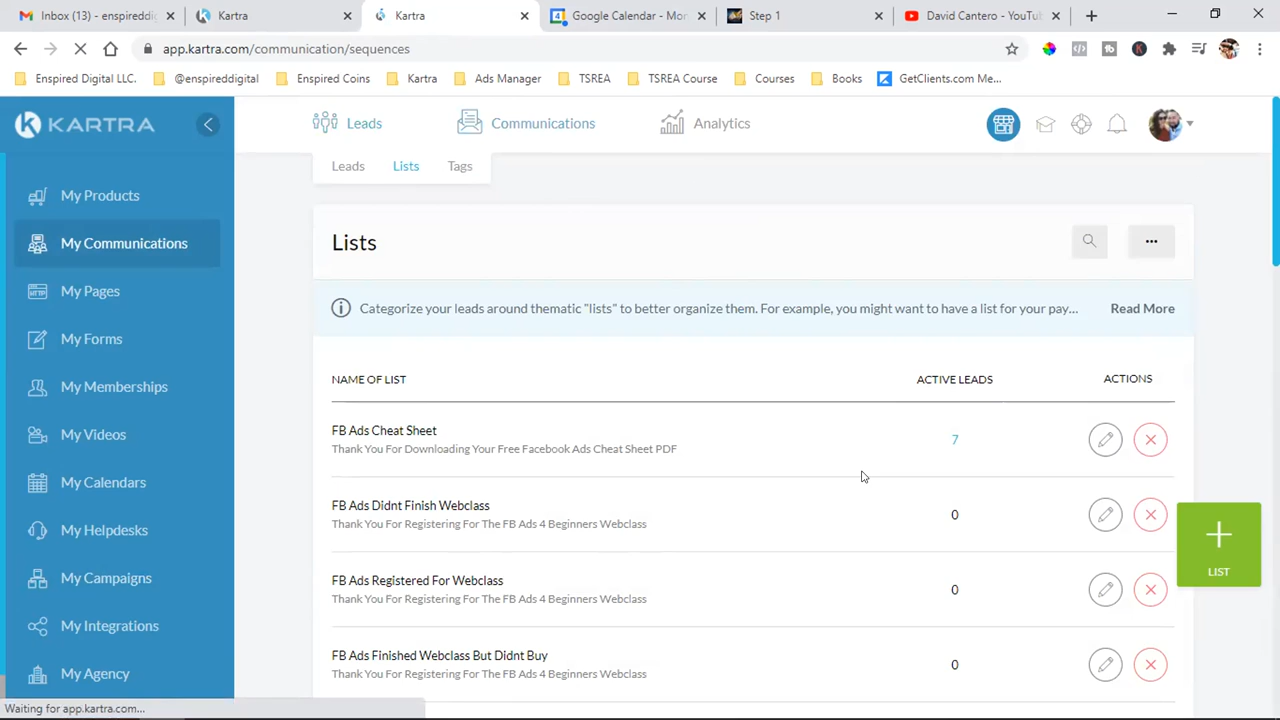 Inbox (13) - enspireddig
Kartra
Kartra
Google Calendar - Mor
Step 1
David Cantero - YouTu
app.kartra.com/communication/sequences
Enspired Digital LLC.
@enspireddigital
Enspired Coins
Kartra
Ads Manager
TSREA
TSREA Course
Courses
Books
GetClients.com Me...
KARTRA
Leads
Communications
Analytics
Leads
Lists
Tags
My Products
My Communications
My Pages
My Forms
My Memberships
My Videos
My Calendars
My Helpdesks
My Campaigns
My Integrations
My Agency
Lists
Categorize your leads around thematic "lists" to better organize them. For example, you might want to have a list for your pay...
Read More
NAME OF LIST
ACTIVE LEADS
ACTIONS
FB Ads Cheat Sheet
Thank You For Downloading Your Free Facebook Ads Cheat Sheet PDF
7
FB Ads Didnt Finish Webclass
Thank You For Registering For The FB Ads 4 Beginners Webclass
0
FB Ads Registered For Webclass
Thank You For Registering For The FB Ads 4 Beginners Webclass
0
FB Ads Finished Webclass But Didnt Buy
Thank You For Registering For The FB Ads 4 Beginners Webclass
0
LIST
Waiting for app.kartra.com...